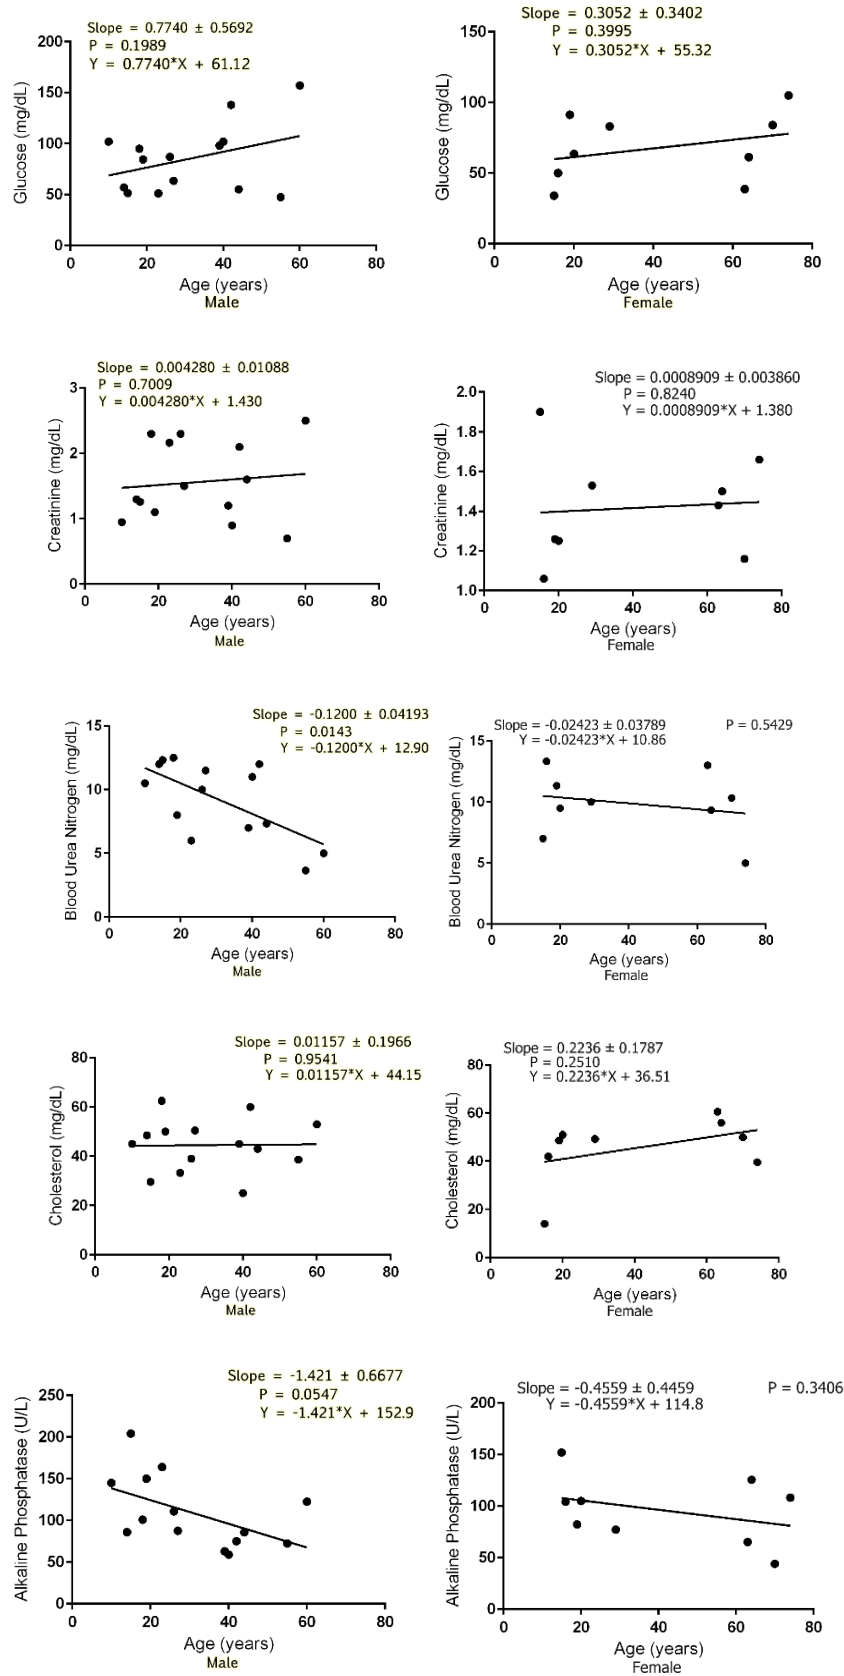 Slope = 0.7740 ± 0.5692
P = 0.1989
Y = 0.7740*X + 61.12
200
150
100
50
0
Glucose (mg/dL)
0 20 40 60 80
Age (years)
Male
Slope = 0.3052 ± 0.3402
P = 0.3995
Y = 0.3052*X + 55.32
150
100
50
0
Glucose (mg/dL)
0 20 40 60 80
Age (years)
Female
Slope = 0.004280 ± 0.01088
P = 0.7009
Y = 0.004280*X + 1.430
3
2
1
0
Creatinine (mg/dL)
0 20 40 60 80
Age (years)
Male
Slope = 0.0008909 ± 0.003860
P = 0.8240
Y = 0.0008909*X + 1.380
2.0
1.8
1.6
1.4
1.2
1.0
Creatinine (mg/dL)
0 20 40 60 80
Age (years)
Female
Slope = -0.1200 ± 0.04193
P = 0.0143
Y = -0.1200*X + 12.90
15
10
5
0
Blood Urea Nitrogen (mg/dL)
0 20 40 60 80
Age (years)
Male
Slope = -0.02423 ± 0.03789 P = 0.5429
Y = -0.02423*X + 10.86
15
10
5
0
Blood Urea Nitrogen (mg/dL)
0 20 40 60 80
Age (years)
Female
Slope = 0.01157 ± 0.1966
P = 0.9541
Y = 0.01157*X + 44.15
80
60
40
20
0
Cholesterol (mg/dL)
0 20 40 60 80
Age (years)
Male
Slope = 0.2236 ± 0.1787
P = 0.2510
Y = 0.2236*X + 36.51
80
60
40
20
0
Cholesterol (mg/dL)
0 20 40 60 80
Age (years)
Female
Slope = -1.421 ± 0.6677
P = 0.0547
Y = -1.421*X + 152.9
250
200
150
100
50
0
Alkaline Phosphatase (U/L)
0 20 40 60 80
Age (years)
Male
Slope = -0.4559 ± 0.4459 P = 0.3406
Y = -0.4559*X + 114.8
200
150
100
50
0
Alkaline Phosphatase (U/L)
0 20 40 60 80
Age (years)
Female